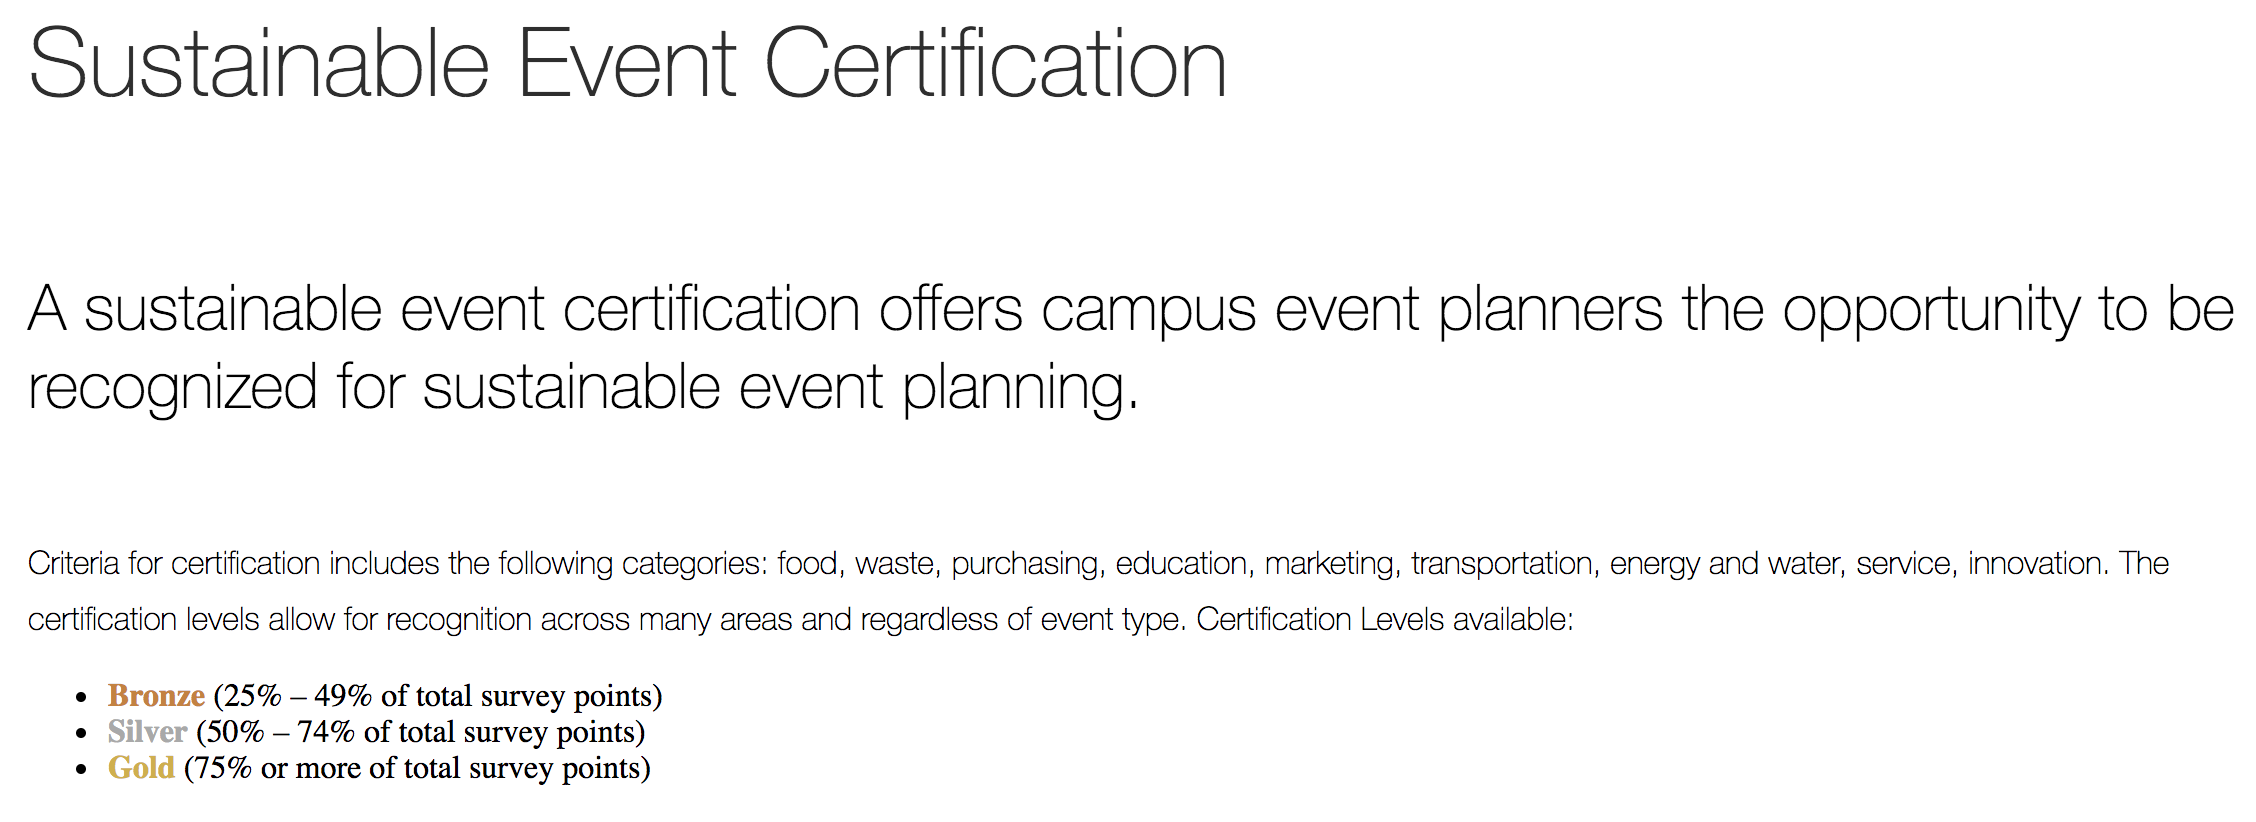 Sustainable Event Certification
A sustainable event certification offers campus event planners the opportunity to be
recognized for sustainable event planning.
Criteria for certification includes the following categories: food, waste, purchasing, education, marketing, transportation, energy and water, service, innovation. The
certification levels allow for recognition across many areas and regardless of event type. Certification Levels available:
• Bronze (25% – 49% of total survey points)
• Silver (50% – 74% of total survey points)
• Gold (75% or more of total survey points)